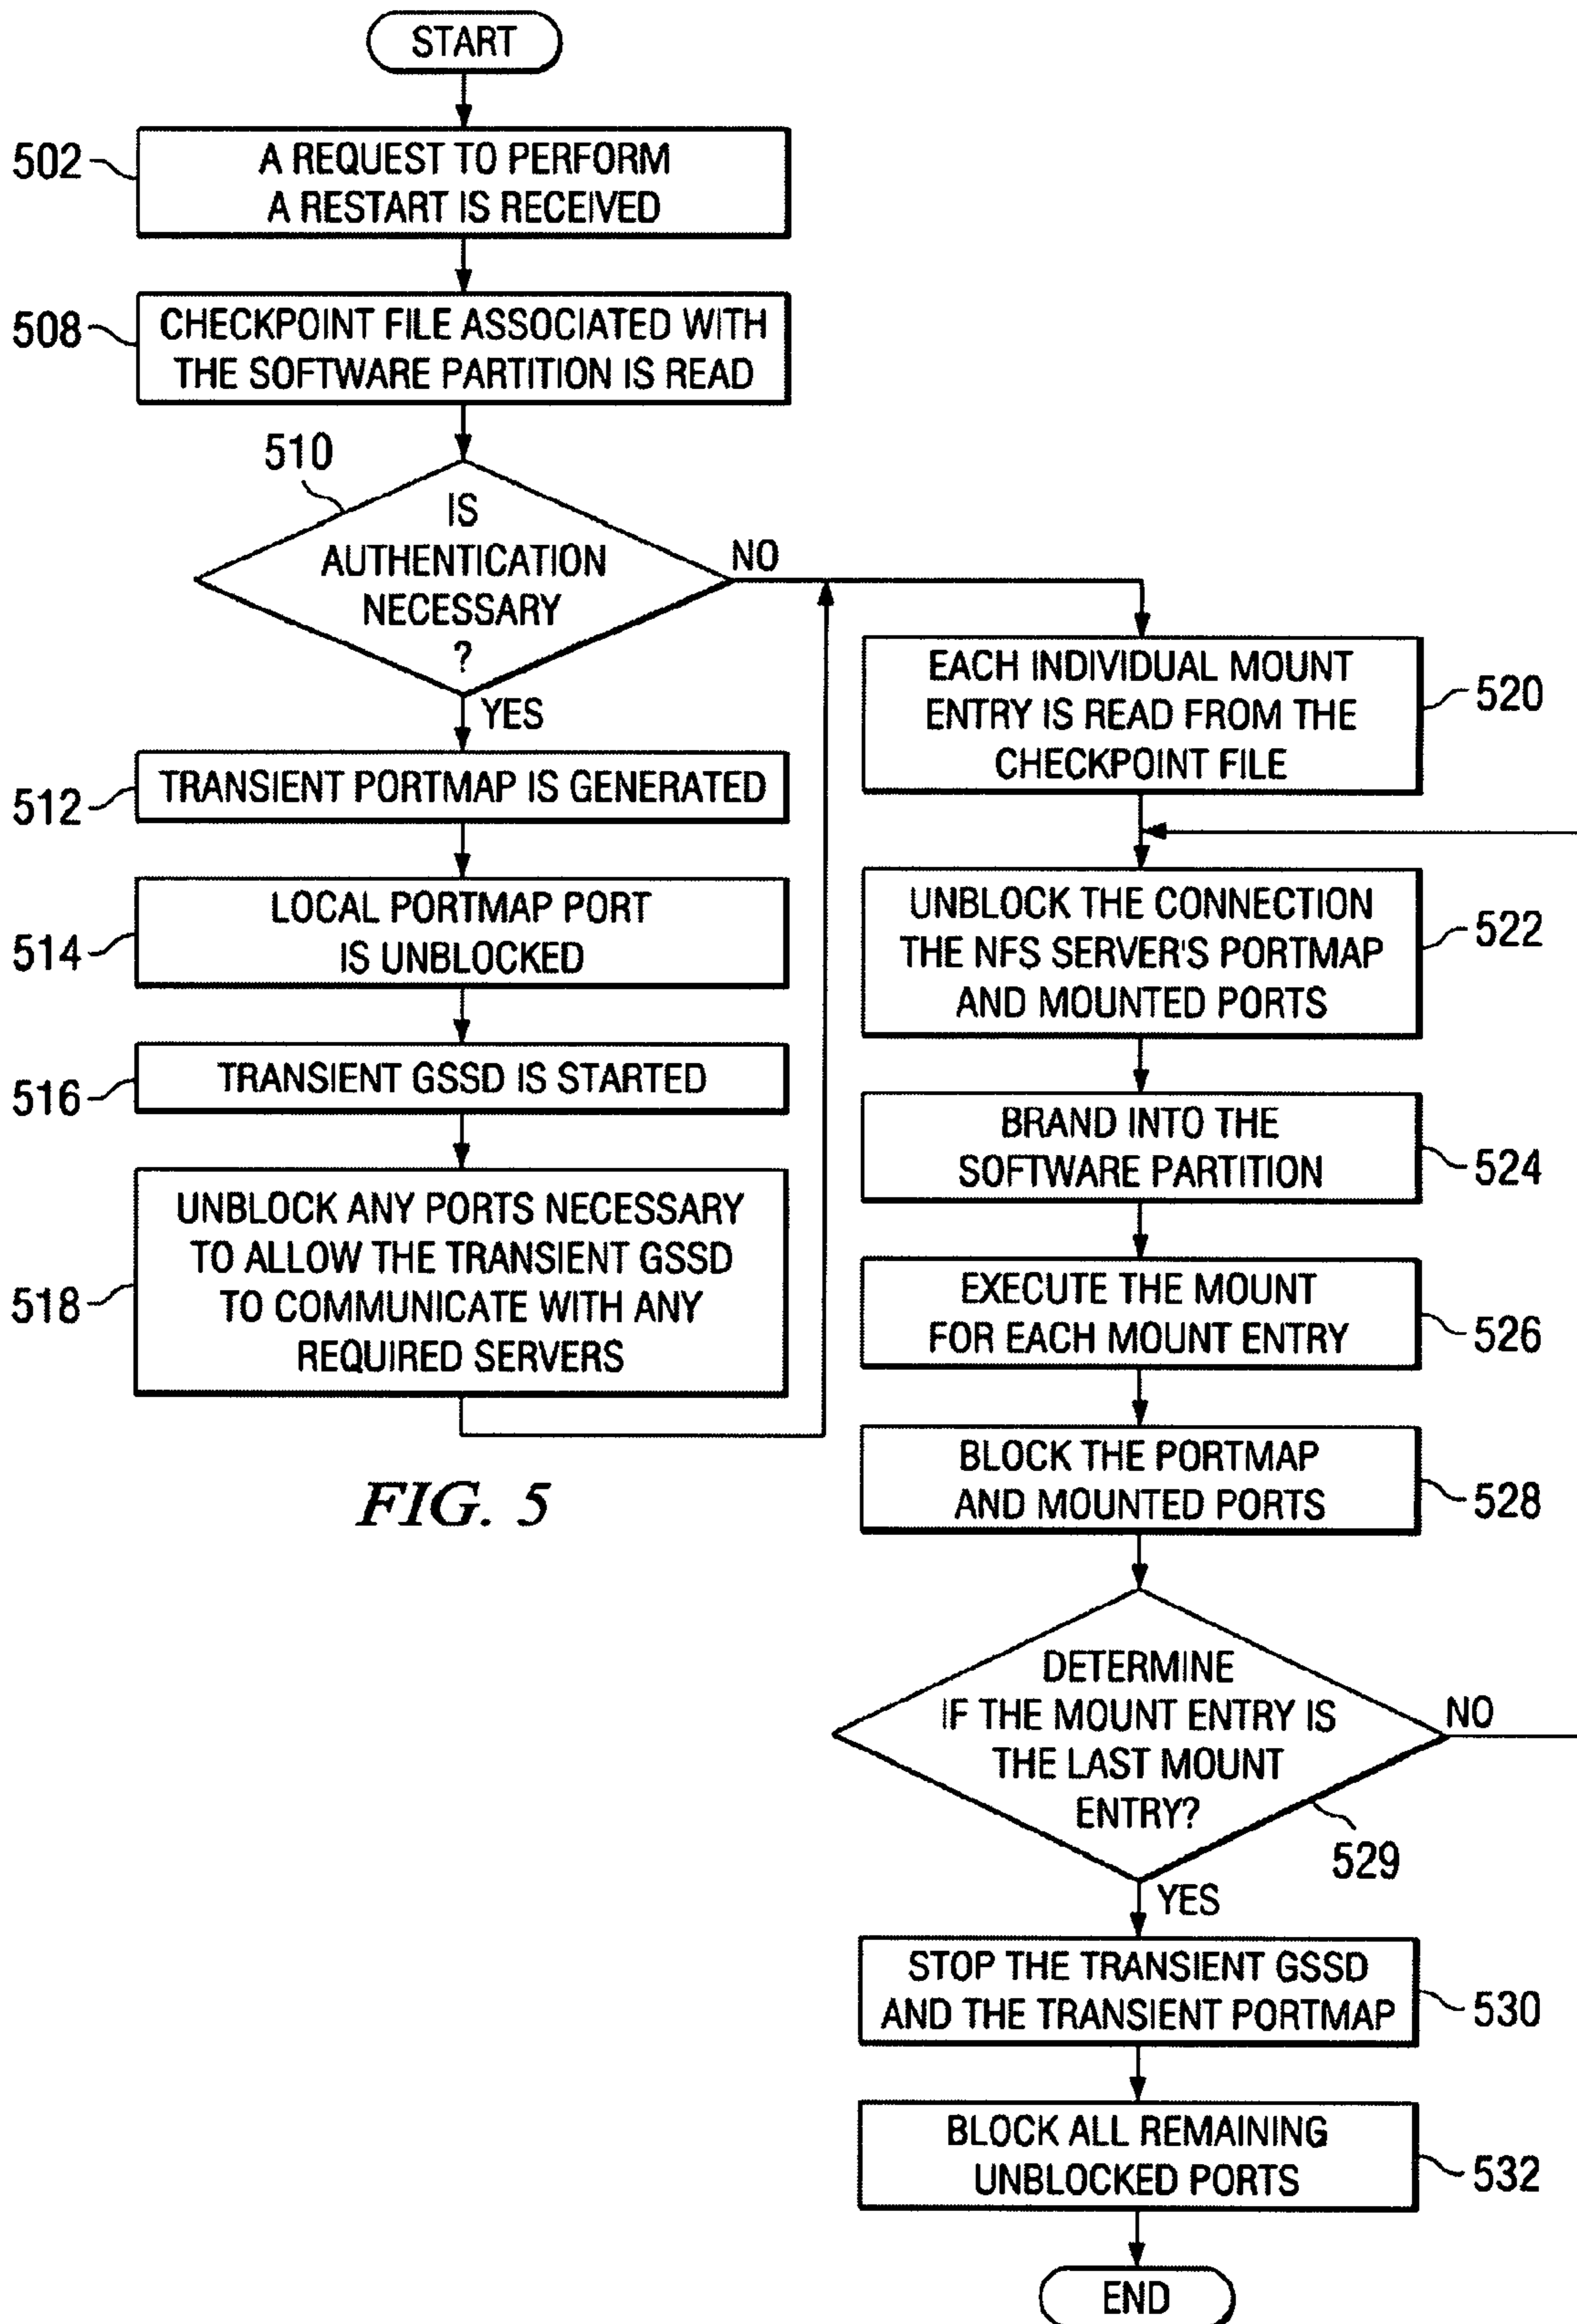 START
502
A REQUEST TO PERFORM
A RESTART IS RECEIVED
508
CHECKPOINT FILE ASSOCIATED WITH
THE SOFTWARE PARTITION IS READ
510
IS
AUTHENTICATION
NECESSARY
?
NO
YES
512
TRANSIENT PORTMAP IS GENERATED
514
LOCAL PORTMAP PORT
IS UNBLOCKED
516
TRANSIENT GSSD IS STARTED
518
UNBLOCK ANY PORTS NECESSARY
TO ALLOW THE TRANSIENT GSSD
TO COMMUNICATE WITH ANY
REQUIRED SERVERS
FIG. 5
EACH INDIVIDUAL MOUNT
ENTRY IS READ FROM THE
CHECKPOINT FILE
520
UNBLOCK THE CONNECTION
THE NFS SERVER'S PORTMAP
AND MOUNTED PORTS
522
BRAND INTO THE
SOFTWARE PARTITION
524
EXECUTE THE MOUNT
FOR EACH MOUNT ENTRY
526
BLOCK THE PORTMAP
AND MOUNTED PORTS
528
DETERMINE
IF THE MOUNT ENTRY IS
THE LAST MOUNT
ENTRY?
NO
529
YES
STOP THE TRANSIENT GSSD
AND THE TRANSIENT PORTMAP
530
BLOCK ALL REMAINING
UNBLOCKED PORTS
532
END